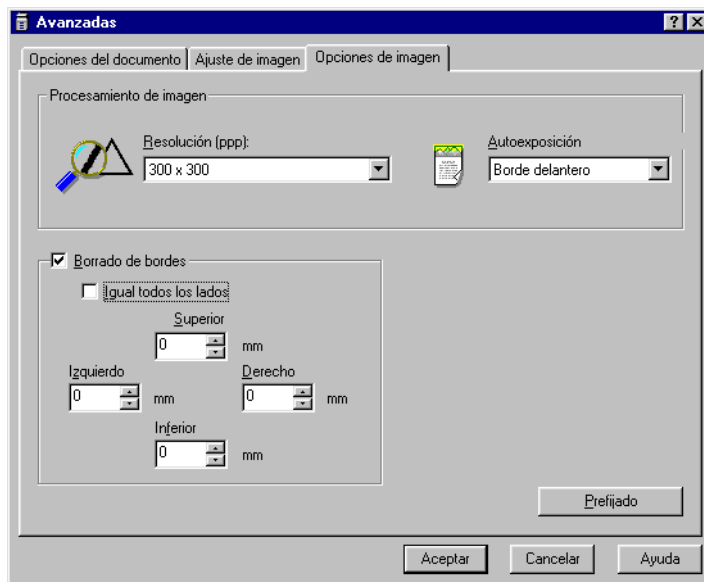 Avanzadas
Opciones del documento
Ajuste de imagen
Opciones de imagen
Procesamiento de imagen
Resolución (ppp):
300 x 300
Autoexposición
Borde delantero
Borrado de bordes
Igual todos los lados
Superior
0 mm
Izquierdo
0 mm
Derecho
0 mm
Inferior
0 mm
Prefijado
Aceptar
Cancelar
Ayuda